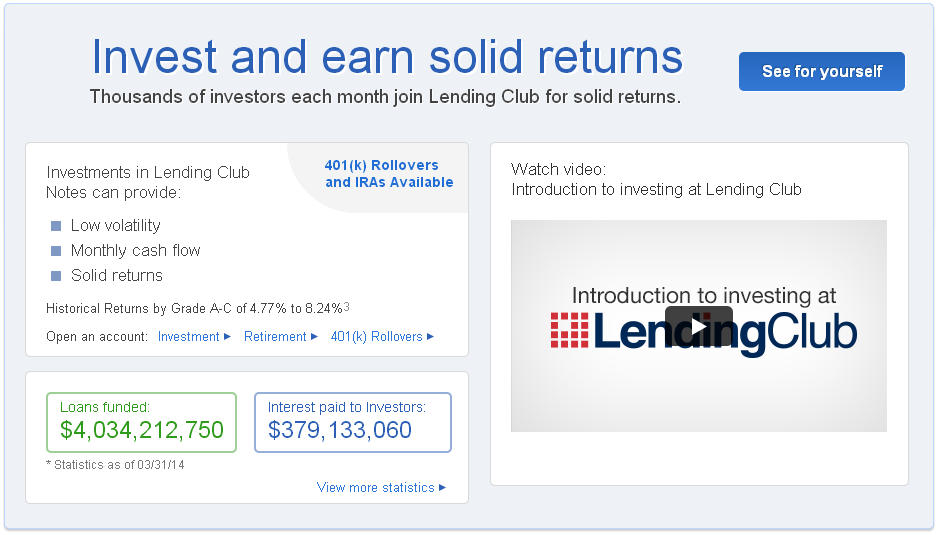 Invest and earn solid returns
Thousands of investors each month join Lending Club for solid returns.
See for yourself
Investments in Lending Club
Notes can provide:
401(k) Rollovers
and IRAs Available
Low volatility
Monthly cash flow
Solid returns
Historical Returns by Grade A-C of 4.77% to 8.24%3
Open an account: Investment ▸ Retirement ▸ 401(k) Rollovers ▸
Loans funded:
$4,034,212,750
Interest paid to Investors:
$379,133,060
* Statistics as of 03/31/14
View more statistics ▸
Watch video:
Introduction to investing at Lending Club
Introduction to investing at
LendingClub